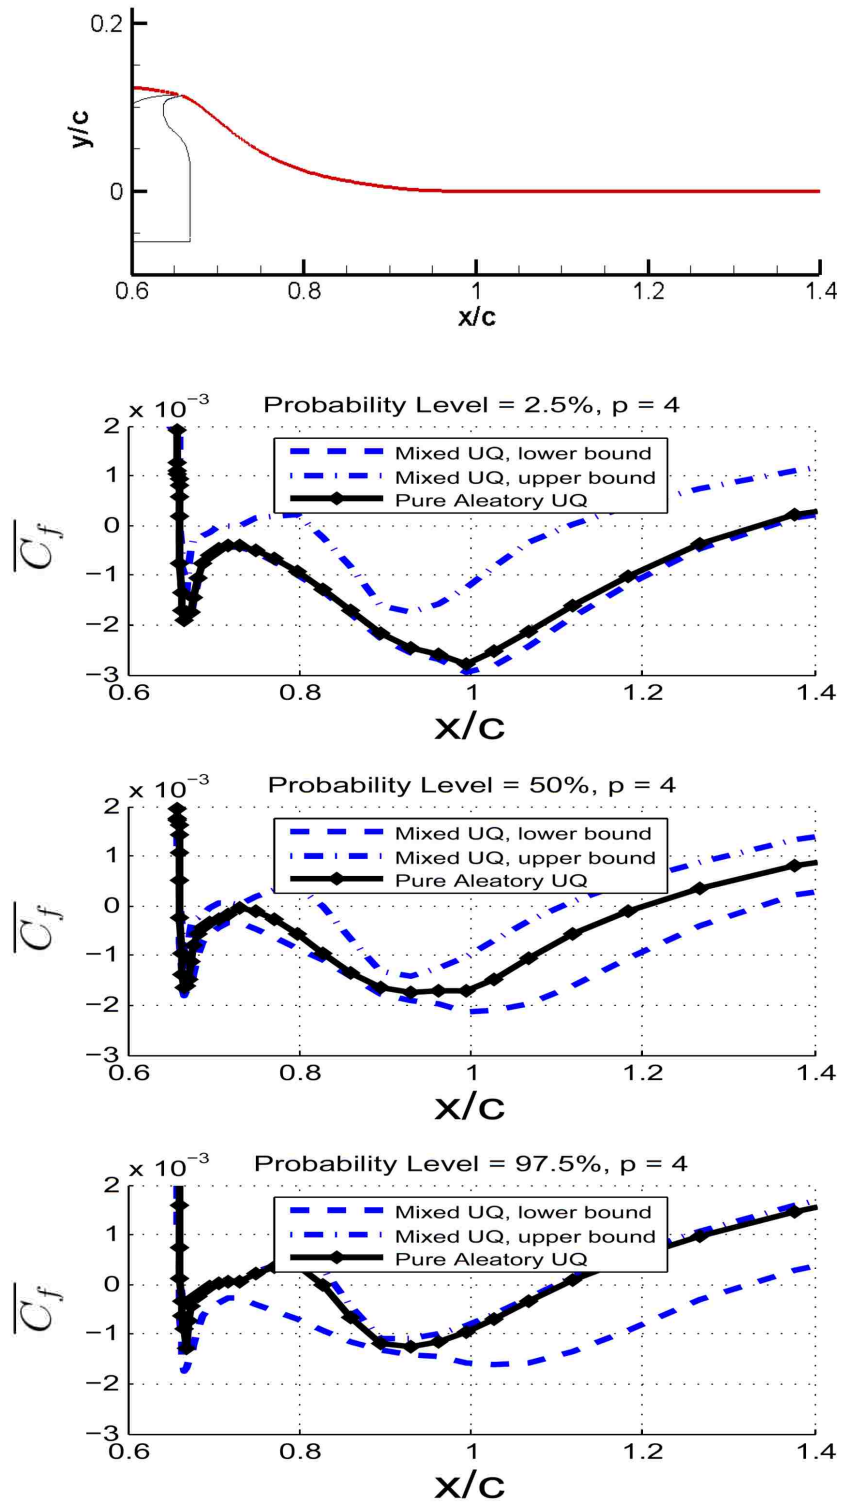 0.2
y/c
0
0.6 0.8 1 1.2 1.4
x/c
× 10⁻³
Probability Level = 2.5%, p = 4
2
Mixed UQ, lower bound
1
Mixed UQ, upper bound
Pure Aleatory UQ
0
C_f
−1
−2
−3
0.6 0.8 1 1.2 1.4
x/c
× 10⁻³
Probability Level = 50%, p = 4
2
Mixed UQ, lower bound
1
Mixed UQ, upper bound
Pure Aleatory UQ
0
C_f
−1
−2
−3
0.6 0.8 1 1.2 1.4
x/c
× 10⁻³
Probability Level = 97.5%, p = 4
2
Mixed UQ, lower bound
1
Mixed UQ, upper bound
Pure Aleatory UQ
0
C_f
−1
−2
−3
0.6 0.8 1 1.2 1.4
x/c